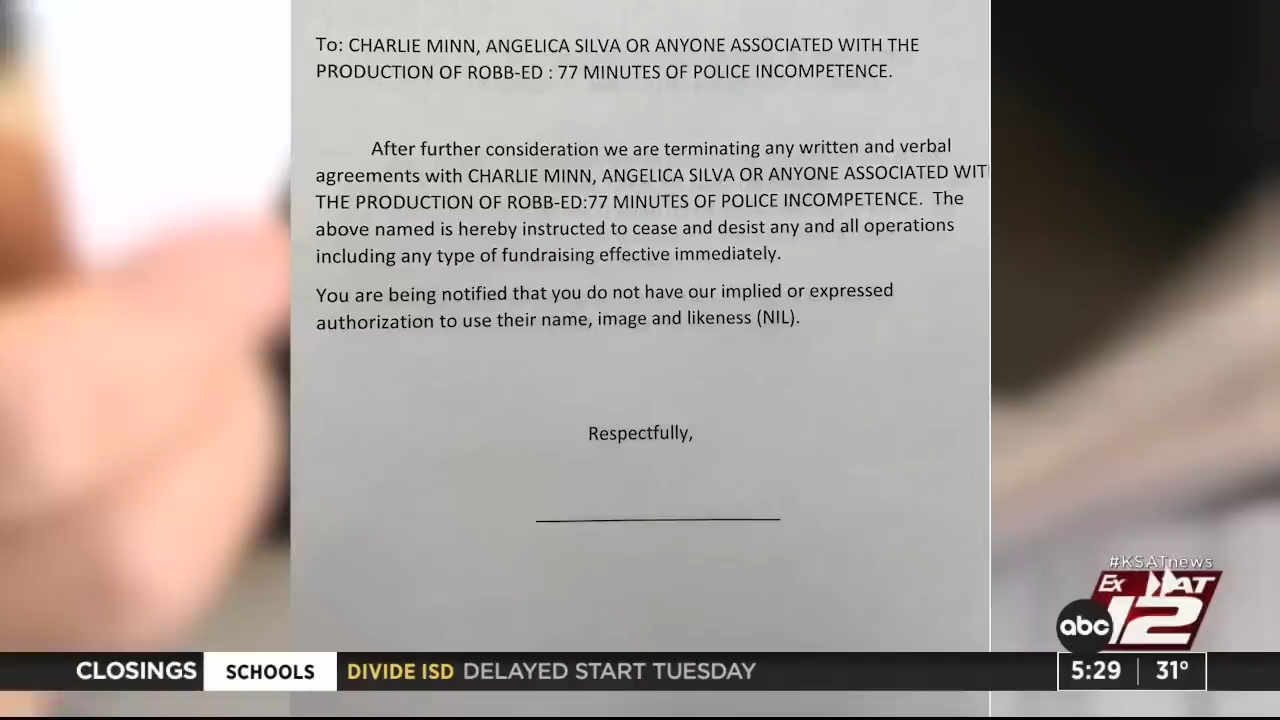 To: CHARLIE MINN, ANGELICA SILVA OR ANYONE ASSOCIATED WITH THE
PRODUCTION OF ROBB-ED : 77 MINUTES OF POLICE INCOMPETENCE.
After further consideration we are terminating any written and verbal
agreements with CHARLIE MINN, ANGELICA SILVA OR ANYONE ASSOCIATED WIT
THE PRODUCTION OF ROBB-ED:77 MINUTES OF POLICE INCOMPETENCE. The
above named is hereby instructed to cease and desist any and all operations
including any type of fundraising effective immediately.
You are being notified that you do not have our implied or expressed
authorization to use their name, image and likeness (NIL).
Respectfully,
#KSATnews
abc 12
CLOSINGS SCHOOLS DIVIDE ISD DELAYED START TUESDAY
5:29 31°